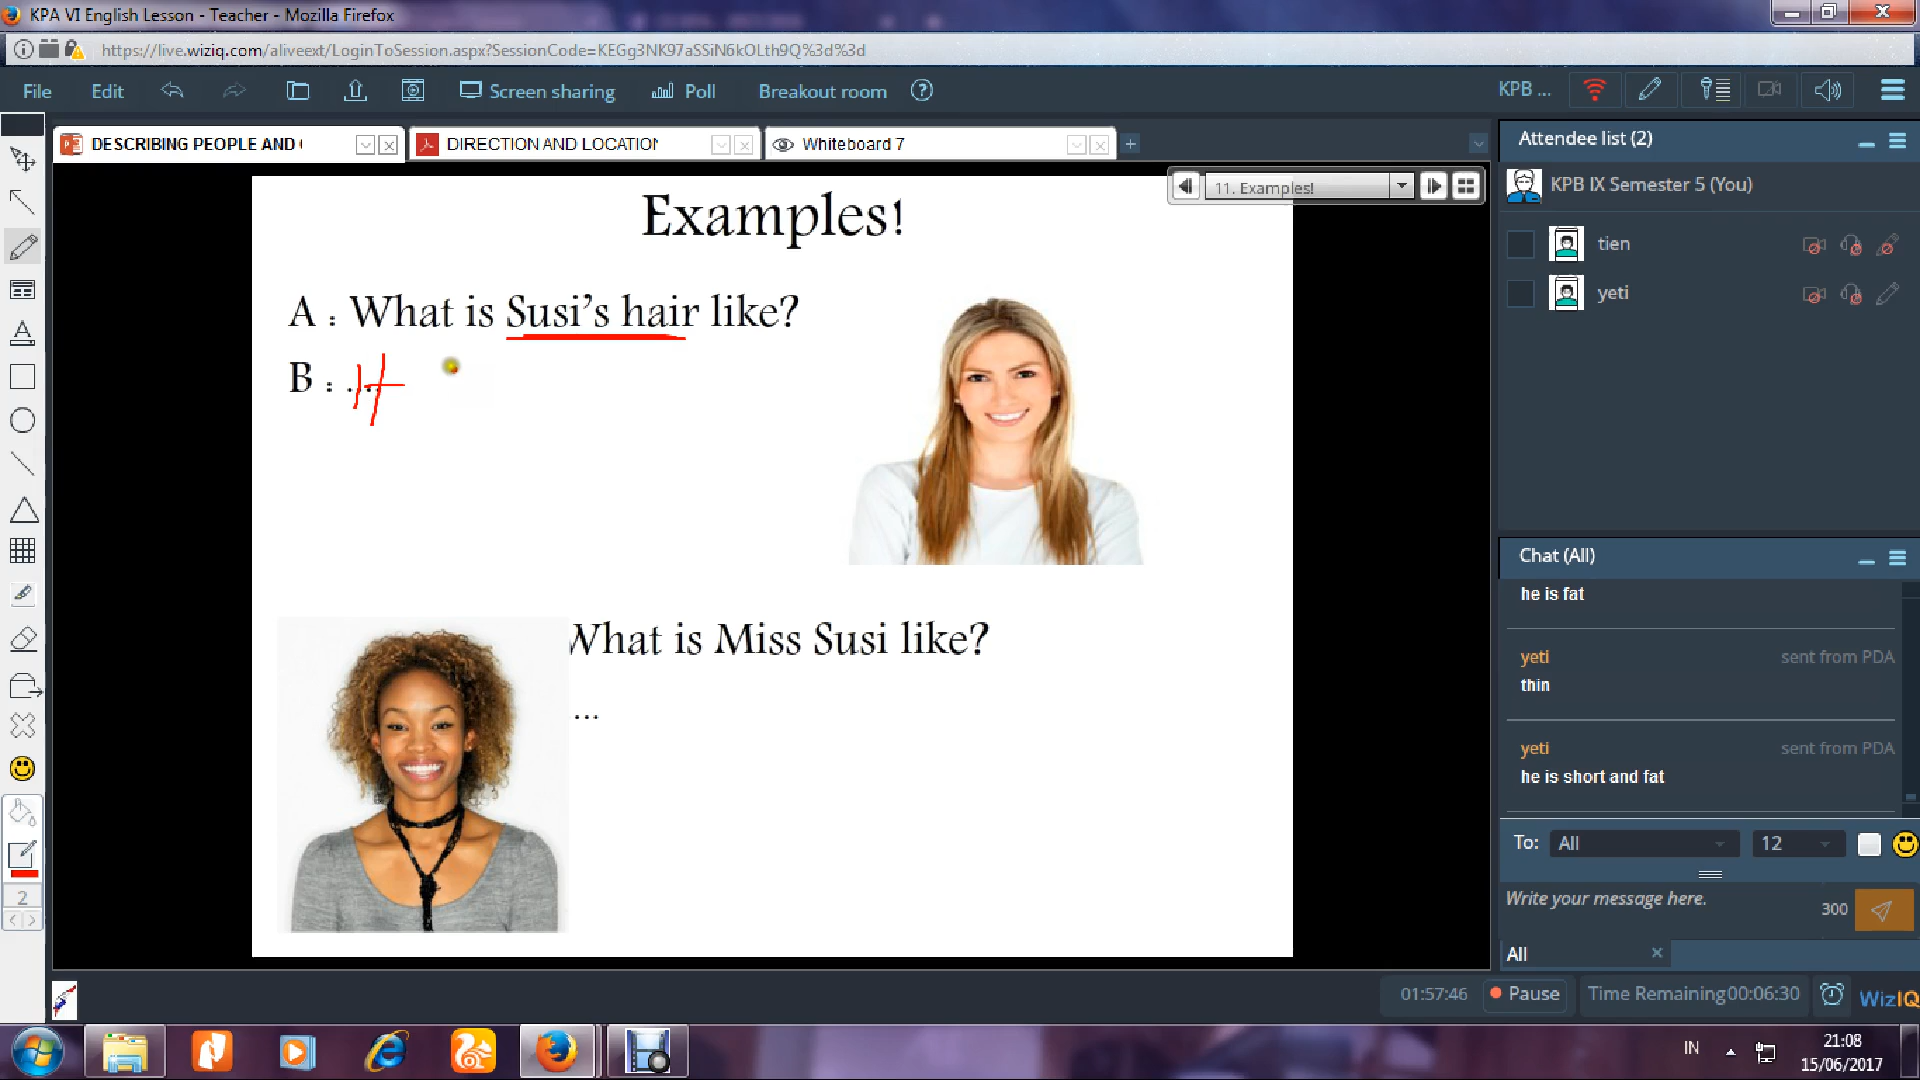 KPA VI English Lesson - Teacher - Mozilla Firefox
https://live.wiziq.com/aliveext/LoginToSession.aspx?SessionCode=KEGg3NK97aSSiN6kOLth9Q%3d%3d
File Edit Screen sharing Poll Breakout room ? KPB ...
DESCRIBING PEOPLE AND DIRECTION AND LOCATION Whiteboard 7 +
Attendee list (2)
11. Examples!
KPB IX Semester 5 (You)
tien
yeti
Examples!
A : What is Susi's hair like?
B : ....
What is Miss Susi like?
...
Chat (All)
he is fat
yeti sent from PDA
thin
yeti sent from PDA
he is short and fat
To: All 12
Write your message here. 300
All
2
01:57:46 Pause Time Remaining00:06:30 WizIQ
IN 21:08
15/06/2017